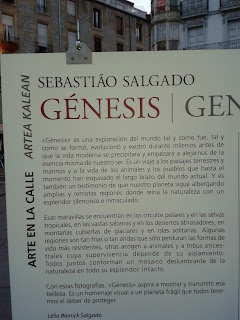 ARTE EN LA CALLE ARTEA KALEAN
SEBASTIÃO SALGADO
GÉNESIS | GEN
«Génesis» es una exploración del mundo tal y como fue, tal y
como se formó, evolucionó y existió durante milenios antes de
que la vida moderna se precipitara y empezara a alejarnos de la
esencia misma de nuestro ser. Es un viaje a los paisajes terrestres y
marinos y a la vida de los animales y los pueblos que hasta el
momento han esquivado el largo brazo del mundo actual. Y es
también un testimonio de que nuestro planeta sigue albergando
amplias y remotas regiones donde reina la naturaleza con un
esplendor silencioso e inmaculado.
Esas maravillas se encuentran en los círculos polares y en las selvas
tropicales, en las vastas sabanas y en los desiertos abrasadores, en
montañas cubiertas de glaciares y en islas solitarias. Algunas
regiones son tan frías o tan áridas que sólo perduran las formas de
vida más resistentes, otras acogen a animales y a tribus ances-
trales cuya supervivencia depende de su aislamiento.
Todos juntos conforman un mosaico deslumbrante de la
naturaleza en todo su esplendor intacto.
Con estas fotografías, «Génesis» aspira a mostrar y transmitir esa
belleza. Es un homenaje visual a un planeta frágil que todos tene-
mos el deber de proteger.
Lélia Wanick Salgado